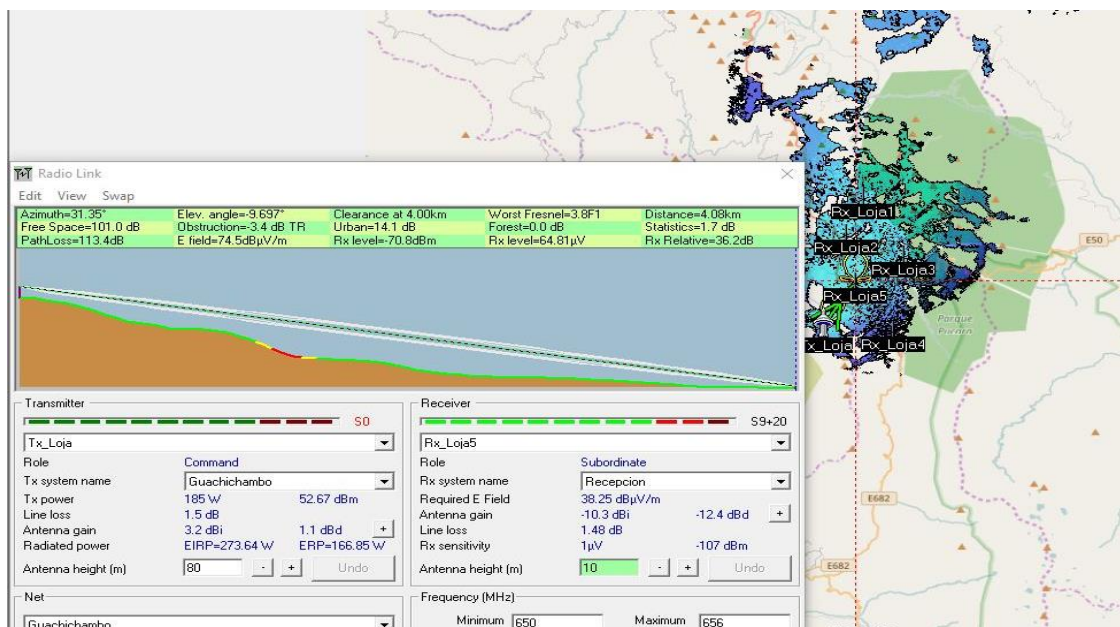 Radio Link
Edit View Swap
Azimuth=31.35° Elev. angle=-9.697° Clearance at 4.00km Worst Fresnel=3.8F1 Distance=4.08km
Free Space=101.0 dB Obstruction=-3.4 dB TR Urban=14.1 dB Forest=0.0 dB Statistics=1.7 dB
PathLoss=113.4dB E field=74.5dBµV/m Rx level=-70.8dBm Rx level=64.81µV Rx Relative=36.2dB
Transmitter
S0
Tx_Loja
Role Command
Tx system name Guachichambo
Tx power 185 W 52.67 dBm
Line loss 1.5 dB
Antenna gain 3.2 dBi 1.1 dBd +
Radiated power EIRP=273.64 W ERP=166.85 W
Antenna height (m) 80 - + Undo
Net
Guachichambo
Receiver
S9+20
Rx_Loja5
Role Subordinate
Rx system name Recepcion
Required E Field 38.25 dBµV/m
Antenna gain -10.3 dBi -12.4 dBd +
Line loss 1.48 dB
Rx sensitivity 1µV -107 dBm
Antenna height (m) 10 - + Undo
Frequency (MHz)
Minimum 650 Maximum 656
Rx_Loja1
Rx_Loja2
Rx_Loja3
Rx_Loja5
Tx_Loja Rx_Loja4
E50
Parque
E682
E682